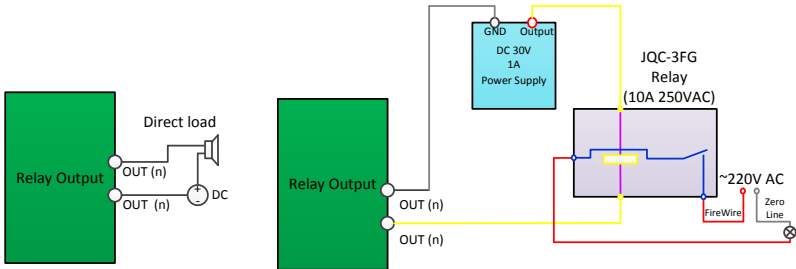 Direct load
Relay Output
OUT (n)
+
-
DC
OUT (n)
GND
Output
DC 30V
1A
Power Supply
JQC-3FG
Relay
(10A 250VAC)
Relay Output
OUT (n)
OUT (n)
~220V AC
FireWire
Zero
Line